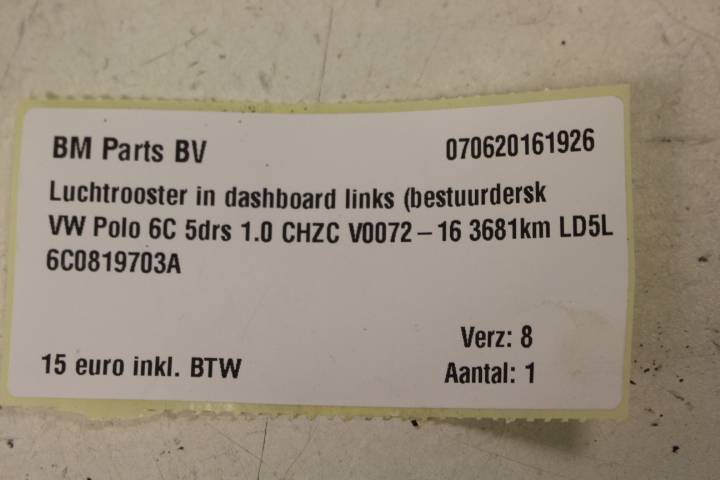 BM Parts BV 070620161926
Luchtrooster in dashboard links (bestuurdersk
VW Polo 6C 5drs 1.0 CHZC V0072 – 16 3681km LD5L
6C0819703A
Verz: 8
15 euro inkl. BTW Aantal: 1